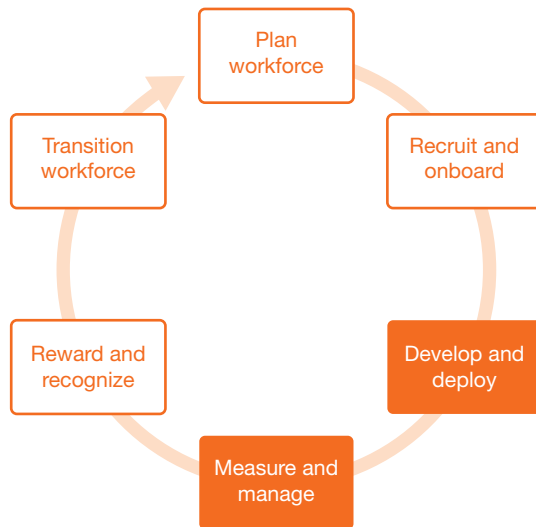 Plan
workforce
Recruit and
onboard
Develop and
deploy
Measure and
manage
Reward and
recognize
Transition
workforce